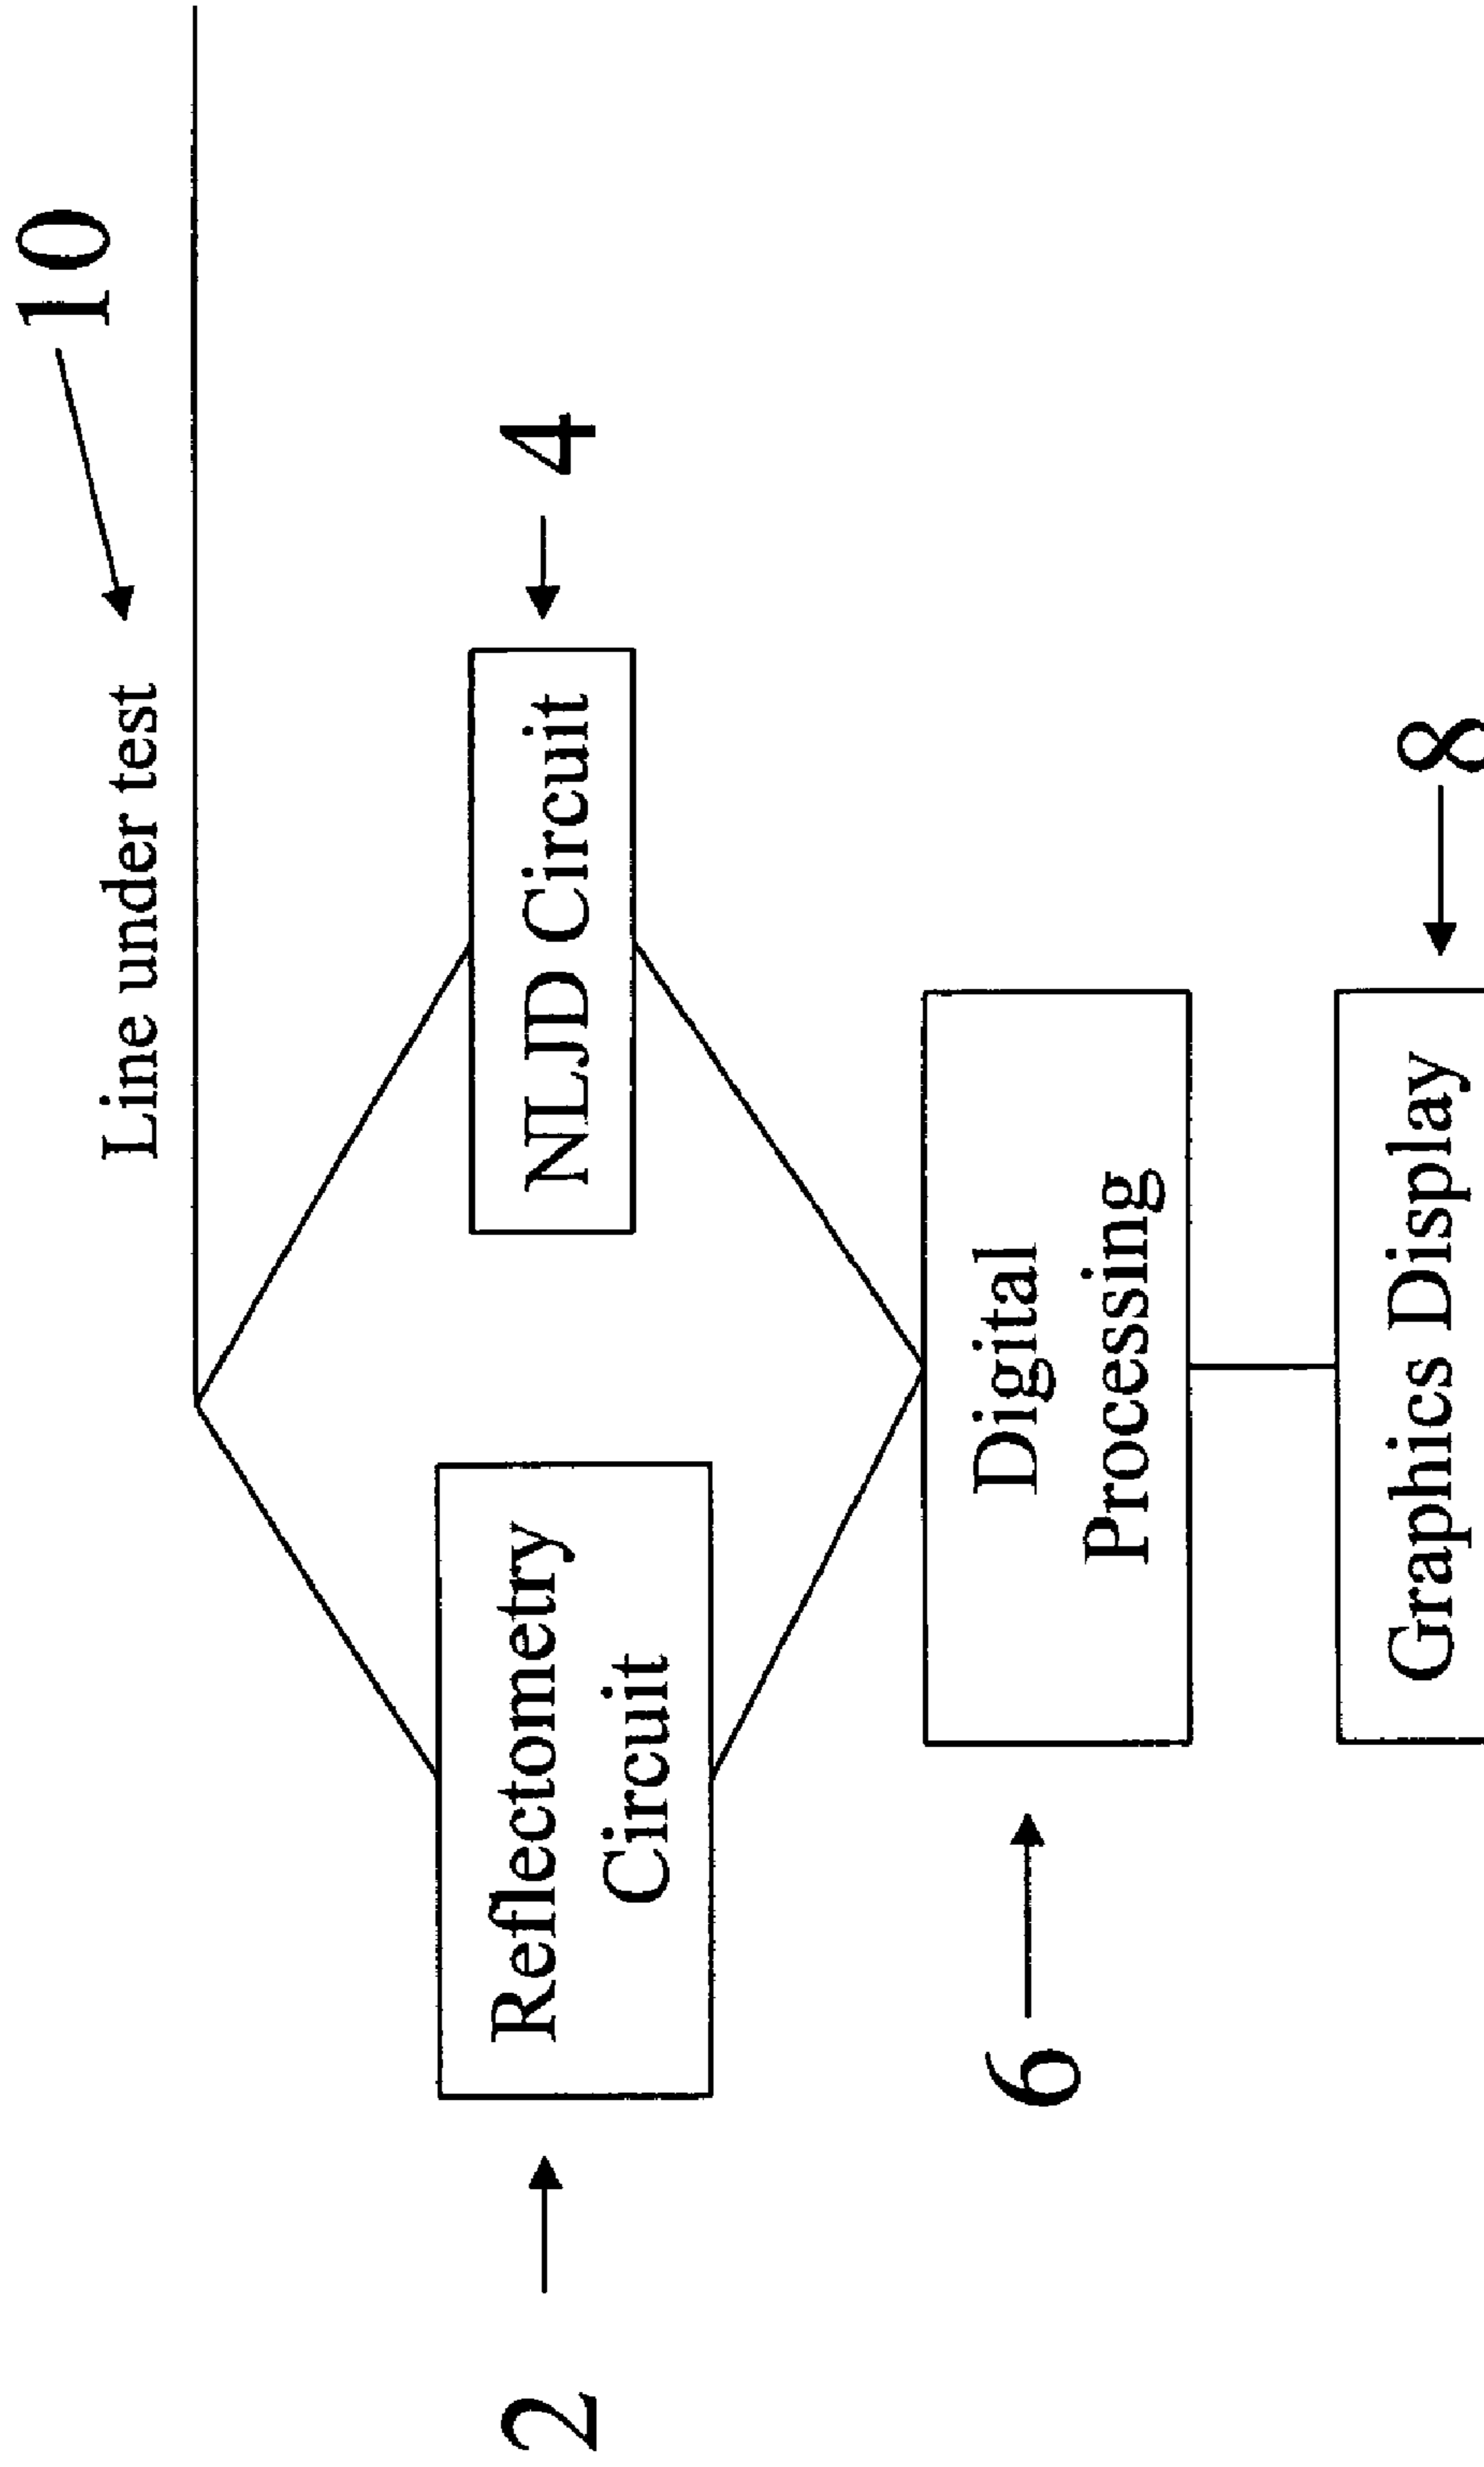 10
Line under test
4
NLJD Circuit
2
Reflectometry
Circuit
6
Digital
Processing
8
Graphics Display